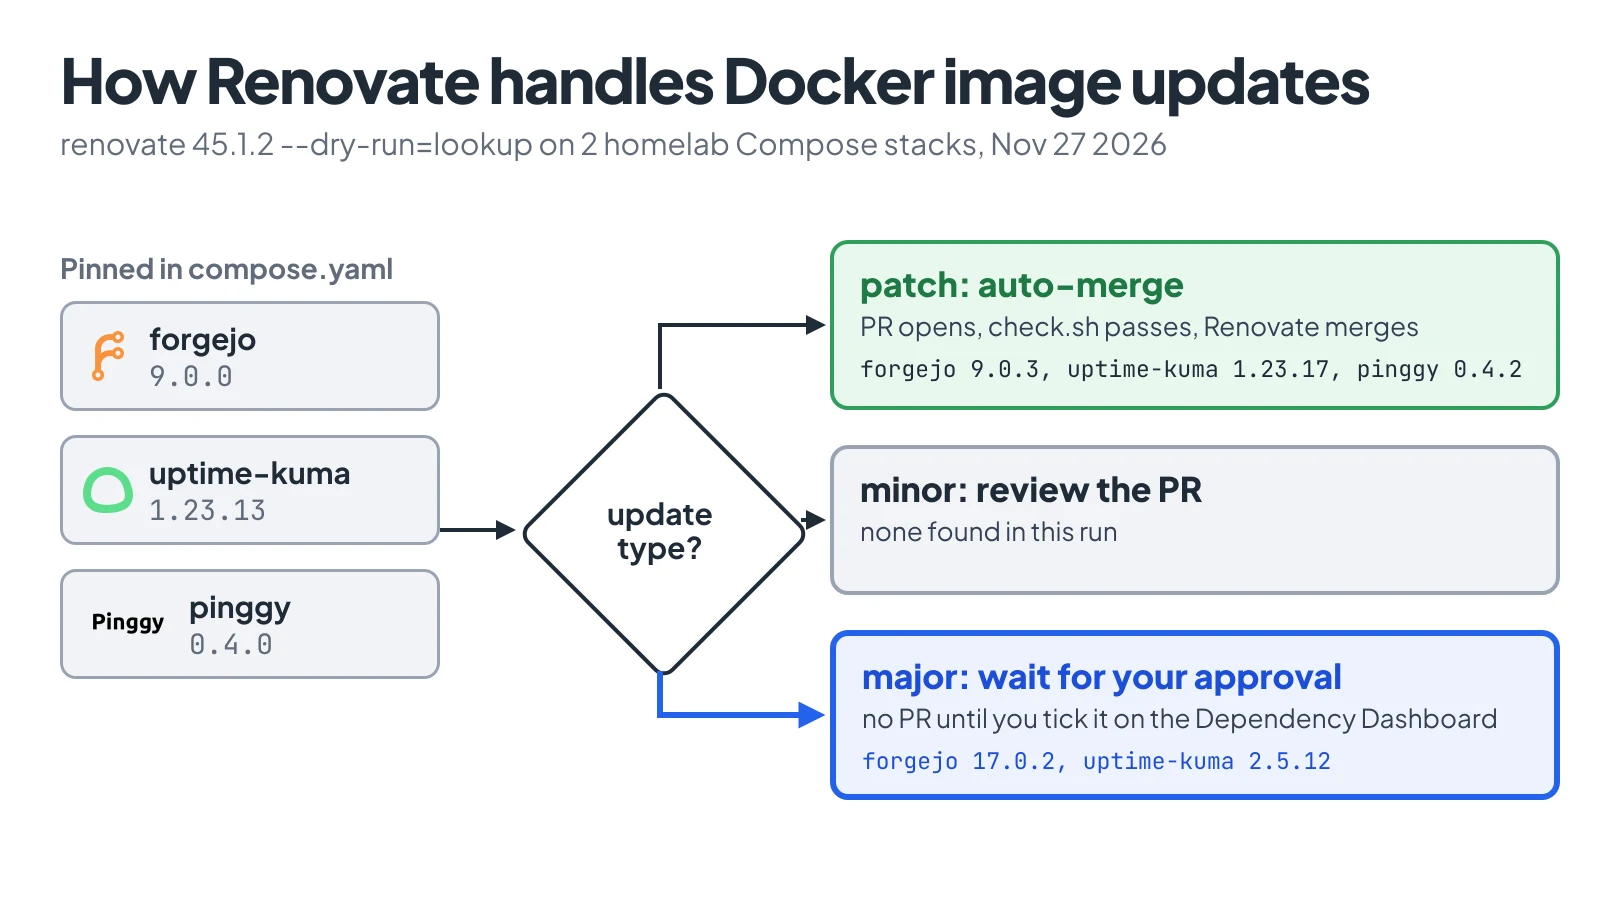 How Renovate handles Docker image updates
renovate 45.1.2 --dry-run=lookup on 2 homelab Compose stacks, Nov 27 2026
Pinned in compose.yaml
forgejo
9.0.0
uptime-kuma
1.23.13
Pinggy
pinggy
0.4.0
update
type?
patch: auto-merge
PR opens, check.sh passes, Renovate merges
forgejo 9.0.3, uptime-kuma 1.23.17, pinggy 0.4.2
minor: review the PR
none found in this run
major: wait for your approval
no PR until you tick it on the Dependency Dashboard
forgejo 17.0.2, uptime-kuma 2.5.12